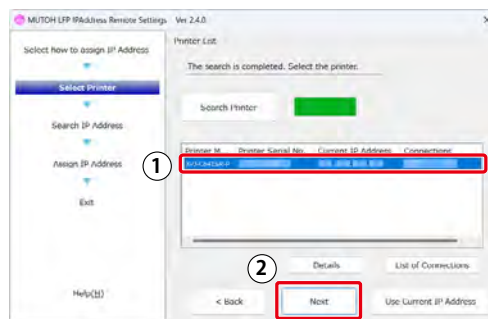 MUTOH LFP IPAddress Remote Settings Ver 2.4.0
Select how to assign IP Address
Select Printer
Search IP Address
Assign IP Address
Exit
Help(H)
Printer List
The search is completed. Select the printer.
Search Printer
Printer M... Printer Serial No. Current IP Address Connections
1
Details
List of Connections
2
< Back
Next
Use Current IP Address